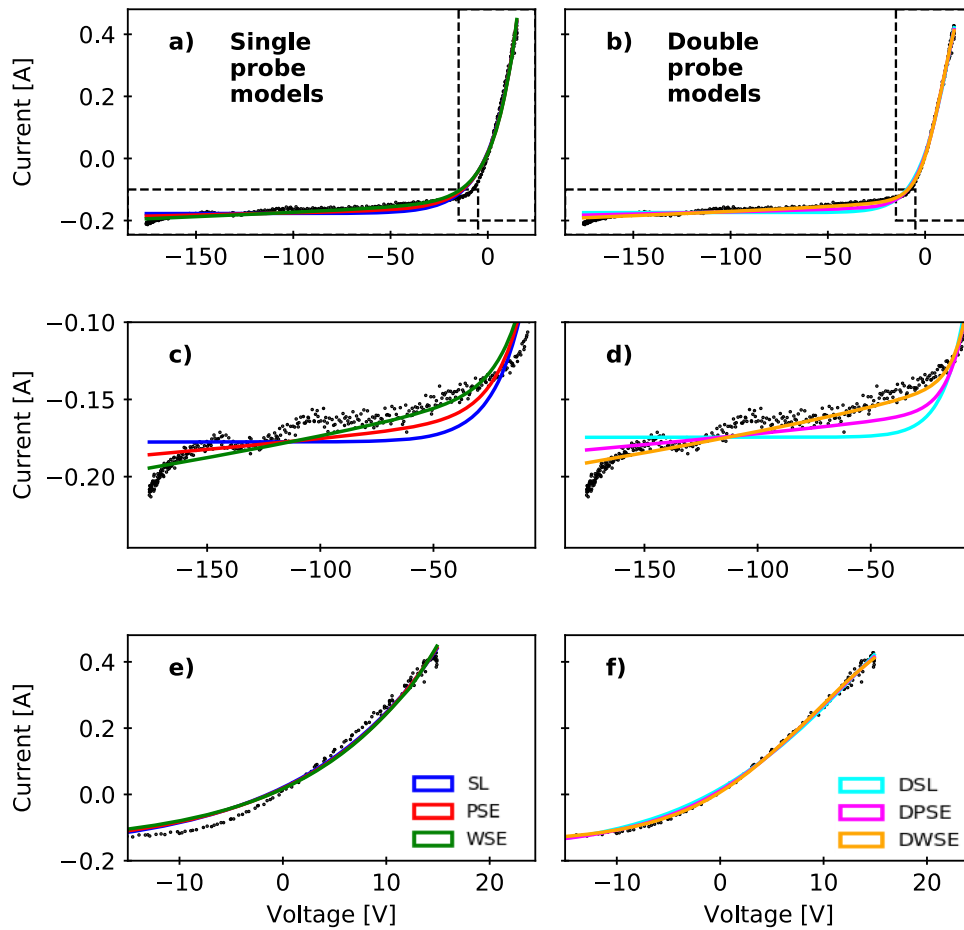 a) Single
probe
models
b) Double
probe
models
Current [A]
0.4
0.2
0.0
−0.2
−150 −100 −50 0
−150 −100 −50 0
c)
d)
Current [A]
−0.10
−0.15
−0.20
−150 −100 −50
−150 −100 −50
e)
f)
Current [A]
0.4
0.2
0.0
−0.2
SL
PSE
WSE
DSL
DPSE
DWSE
−10 0 10 20
−10 0 10 20
Voltage [V]
Voltage [V]